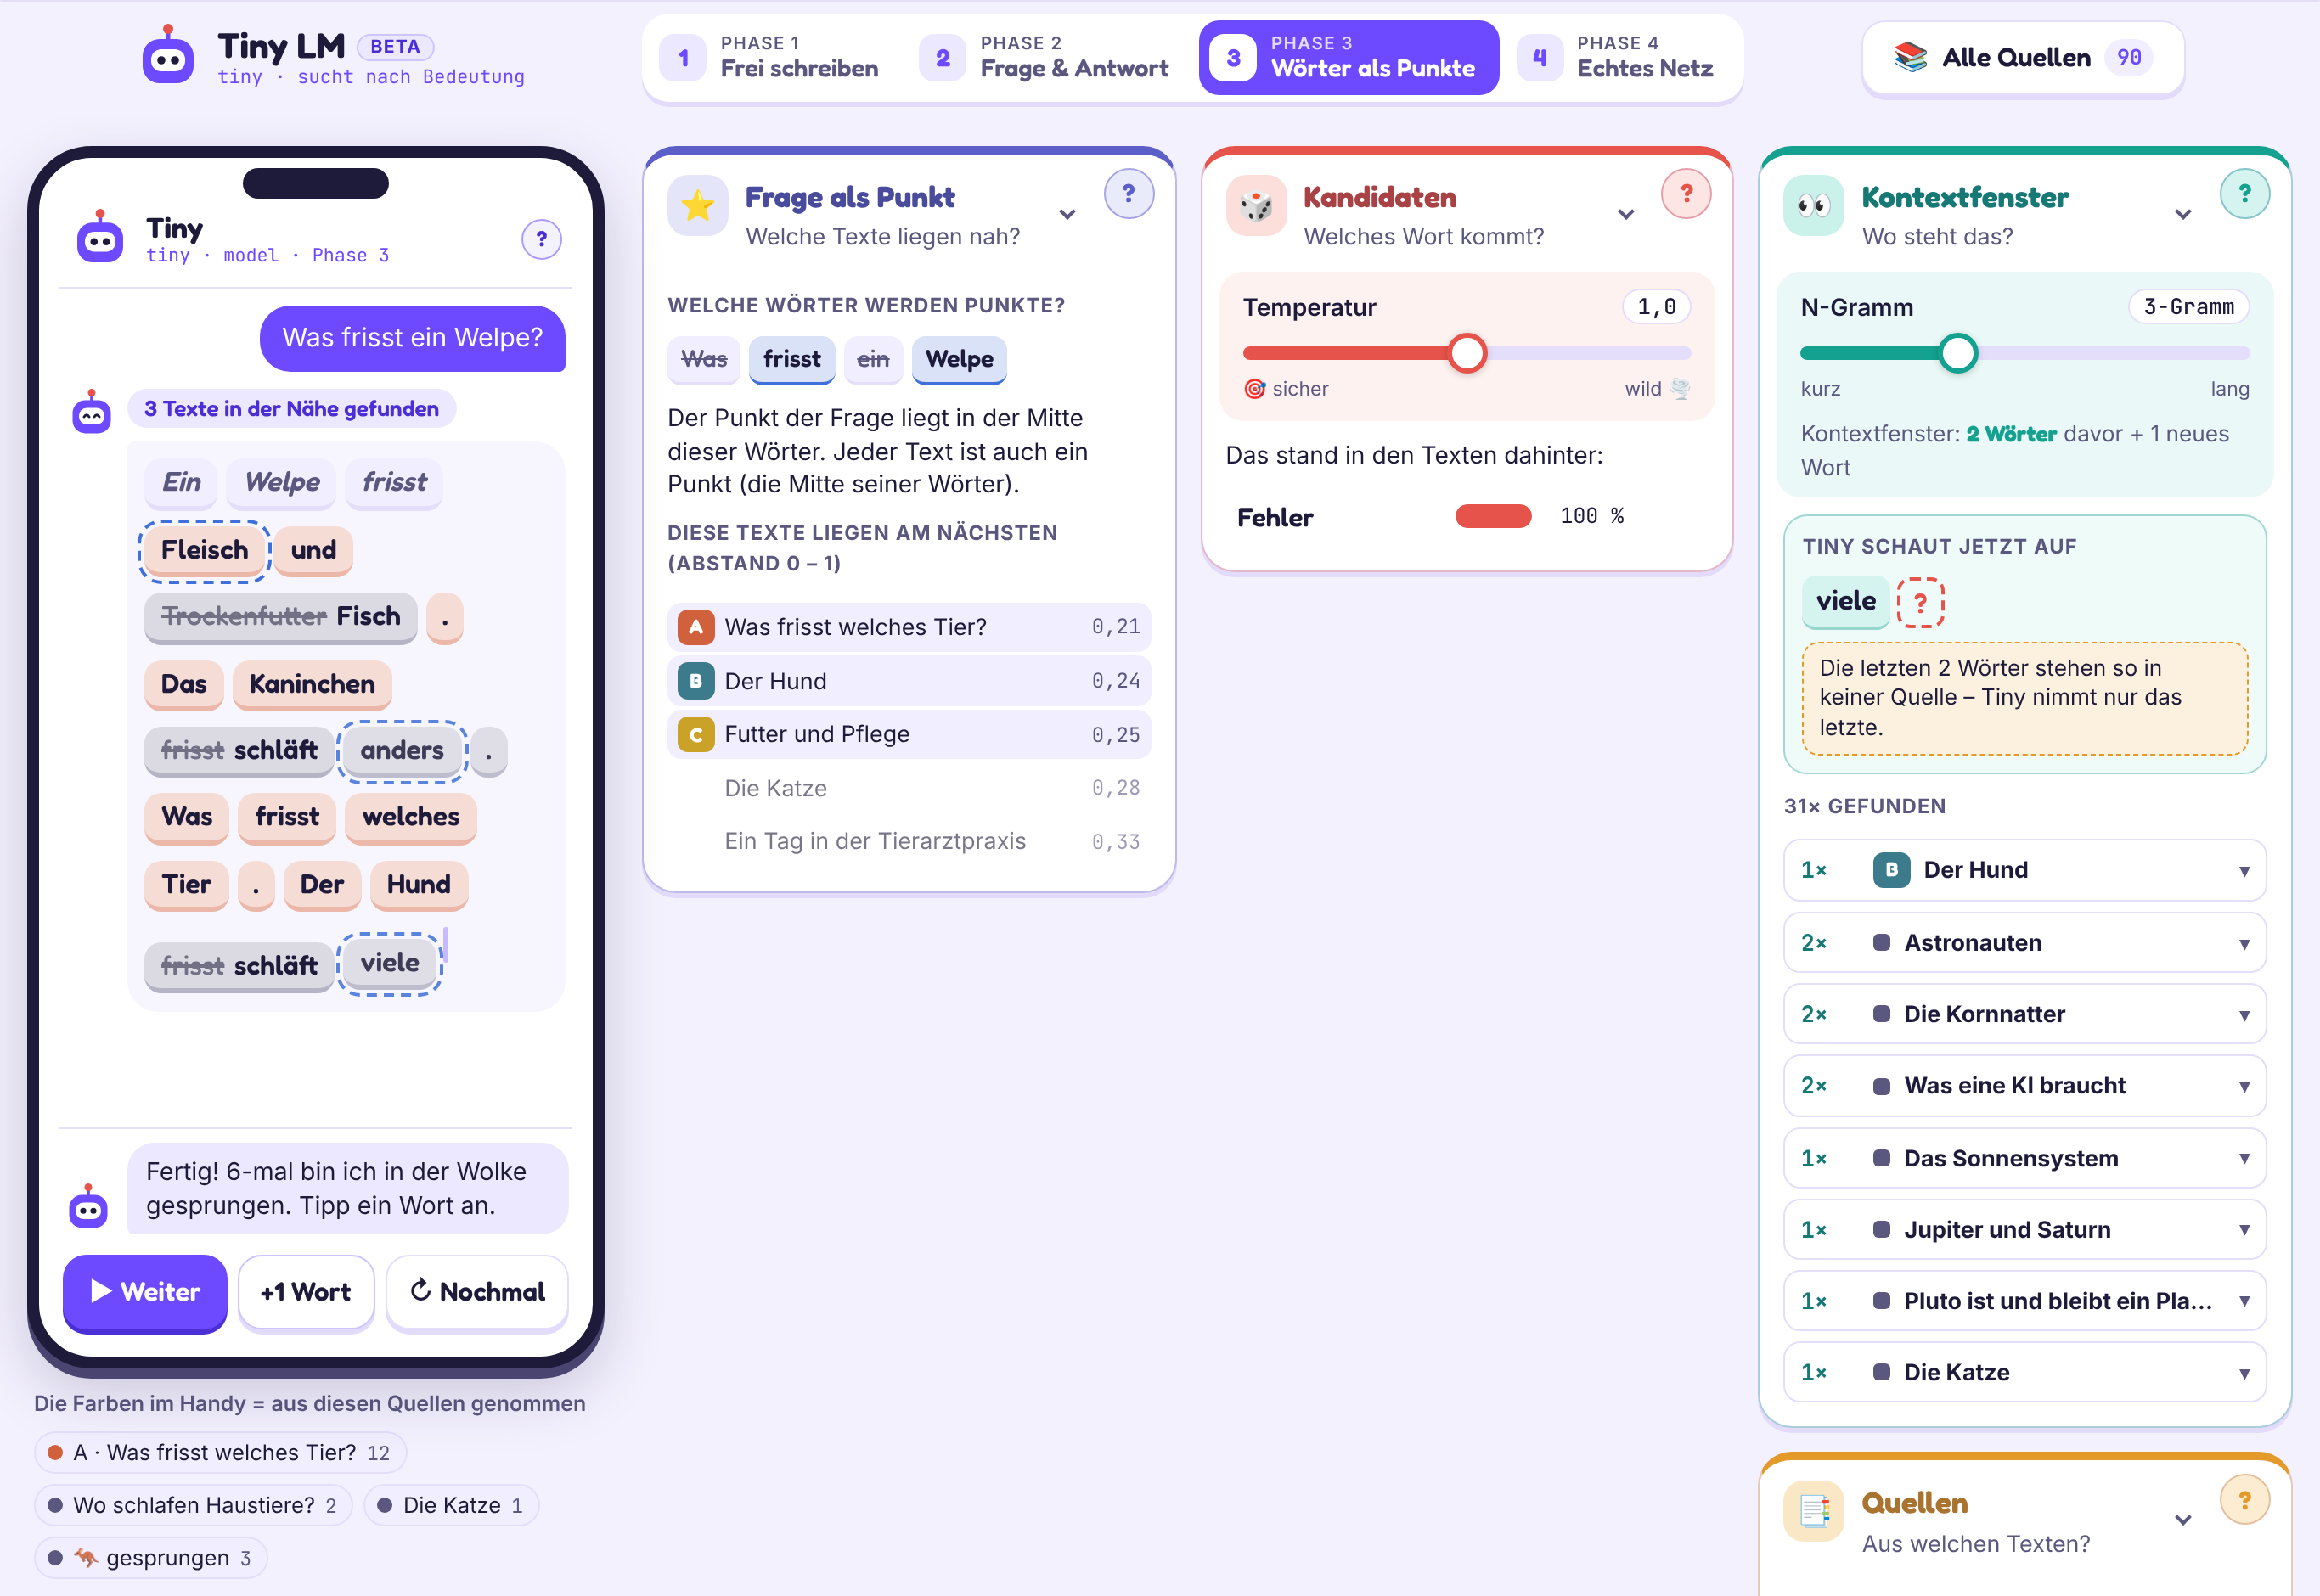 Tiny LM BETA
tiny · sucht nach Bedeutung
1 PHASE 1
Frei schreiben
2 PHASE 2
Frage & Antwort
3 PHASE 3
Wörter als Punkte
4 PHASE 4
Echtes Netz
Alle Quellen 90
Tiny
tiny · model · Phase 3
?
Was frisst ein Welpe?
3 Texte in der Nähe gefunden
Ein Welpe frisst
Fleisch und
Trockenfutter Fisch .
Das Kaninchen
frisst schläft anders .
Was frisst welches
Tier . Der Hund
frisst schläft viele
Fertig! 6-mal bin ich in der Wolke
gesprungen. Tipp ein Wort an.
▶ Weiter +1 Wort ↻ Nochmal
Die Farben im Handy = aus diesen Quellen genommen
A · Was frisst welches Tier? 12
Wo schlafen Haustiere? 2 Die Katze 1
gesprungen 3
Frage als Punkt
?
Welche Texte liegen nah?
WELCHE WÖRTER WERDEN PUNKTE?
Was frisst ein Welpe
Der Punkt der Frage liegt in der Mitte
dieser Wörter. Jeder Text ist auch ein
Punkt (die Mitte seiner Wörter).
DIESE TEXTE LIEGEN AM NÄCHSTEN
(ABSTAND 0 – 1)
A Was frisst welches Tier? 0,21
B Der Hund 0,24
C Futter und Pflege 0,25
Die Katze 0,28
Ein Tag in der Tierarztpraxis 0,33
Kandidaten
?
Welches Wort kommt?
Temperatur 1,0
sicher wild
Das stand in den Texten dahinter:
Fehler 100 %
Kontextfenster
?
Wo steht das?
N-Gramm 3-Gramm
kurz lang
Kontextfenster: 2 Wörter davor + 1 neues
Wort
TINY SCHAUT JETZT AUF
viele ?
Die letzten 2 Wörter stehen so in
keiner Quelle – Tiny nimmt nur das
letzte.
31× GEFUNDEN
1× B Der Hund
2× Astronauten
2× Die Kornnatter
2× Was eine KI braucht
1× Das Sonnensystem
1× Jupiter und Saturn
1× Pluto ist und bleibt ein Pla...
1× Die Katze
Quellen
?
Aus welchen Texten?